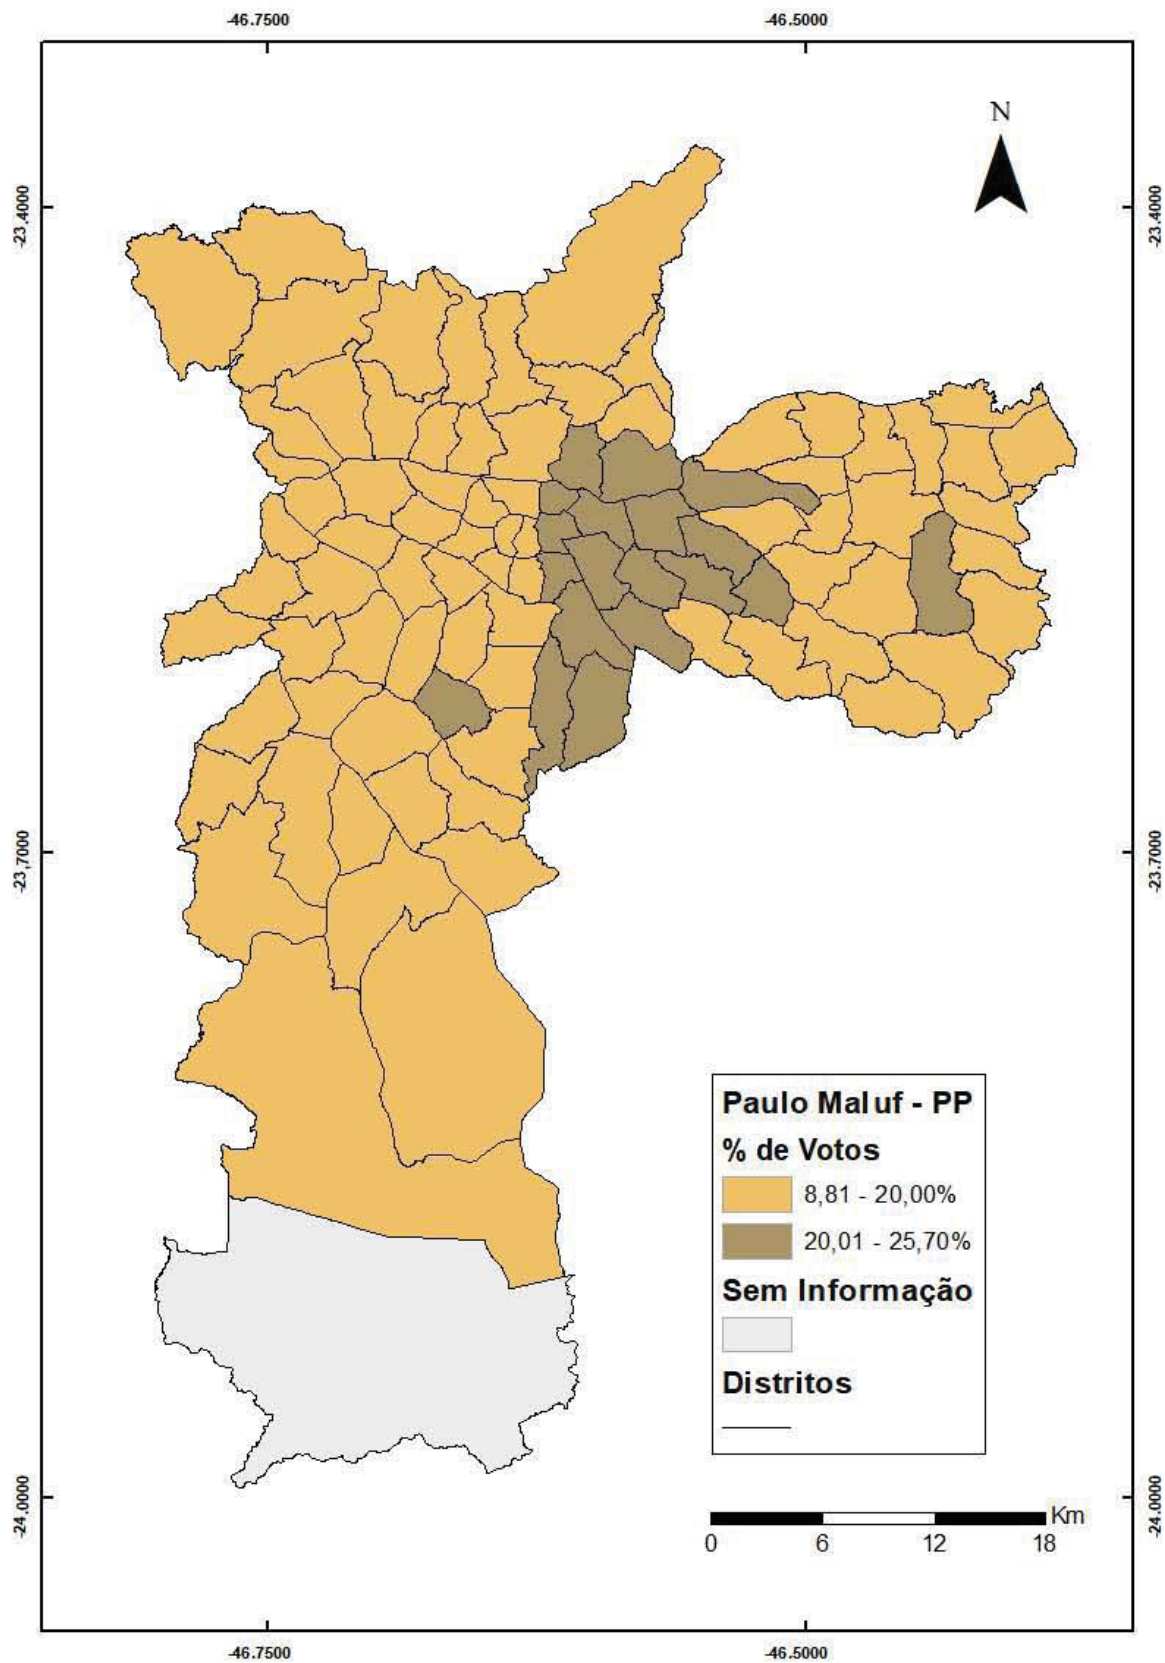 -46.7500
-46.5000
N
-23,4000
-23.4000
-23,7000
-23.7000
Paulo Maluf - PP
% de Votos
8,81 - 20,00%
20,01 - 25,70%
Sem Informação
Distritos
-24.0000
-24.0000
Km
0
6
12
18
-46.7500
-46.5000